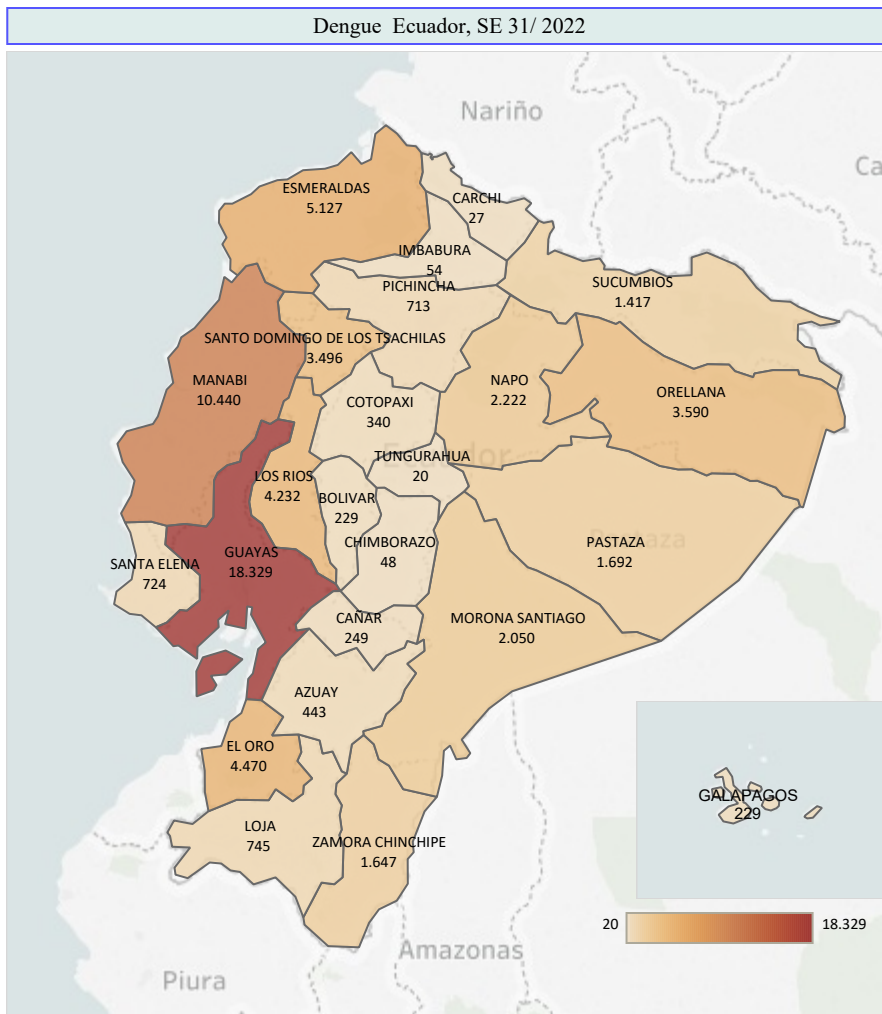 Dengue Ecuador, SE 31/ 2022
Nariño
Ca
ESMERALDAS
5.127
CARCHI
27
IMBABURA
54
PICHINCHA
713
SUCUMBIOS
1.417
SANTO DOMINGO DE LOS TSACHILAS
3.496
MANABI
10.440
COTOPAXI
340
NAPO
2.222
ORELLANA
3.590
Ecuador
TUNGURAHUA
20
LOS RIOS
4.232
BOLIVAR
229
CHIMBORAZO
48
GUAYAS
18.329
SANTA ELENA
724
Pastaza
PASTAZA
1.692
CAÑAR
249
MORONA SANTIAGO
2.050
AZUAY
443
EL ORO
4.470
LOJA
745
ZAMORA CHINCHIPE
1.647
GALAPAGOS
229
20
18.329
Amazonas
Piura